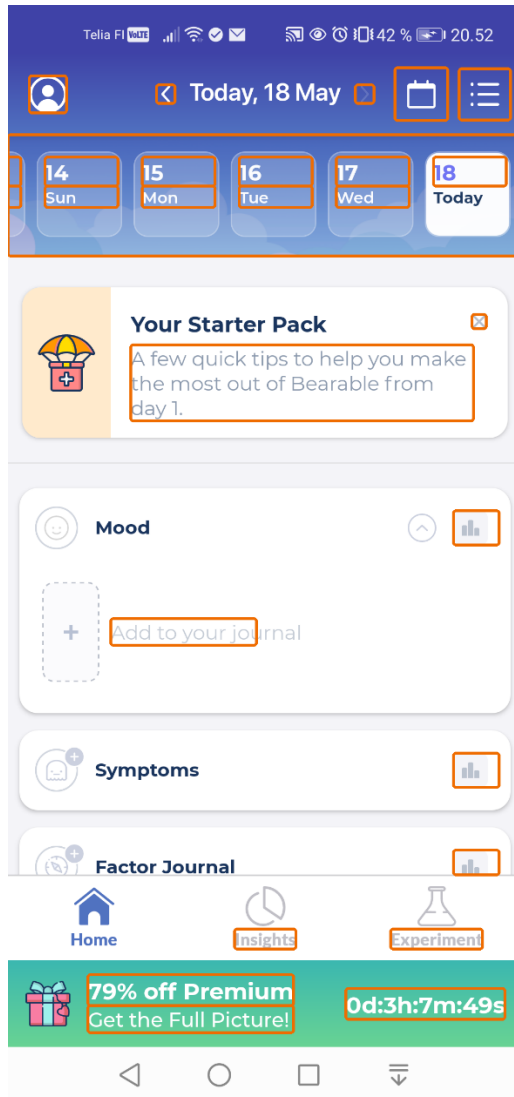 Telia FI VoLTE 42 % 20.52
Today, 18 May
14 15 16 17 18
Sun Mon Tue Wed Today
Your Starter Pack
A few quick tips to help you make
the most out of Bearable from
day 1.
Mood
Add to your journal
Symptoms
Factor Journal
Home Insights Experiment
79% off Premium
Get the Full Picture!
0d:3h:7m:49s